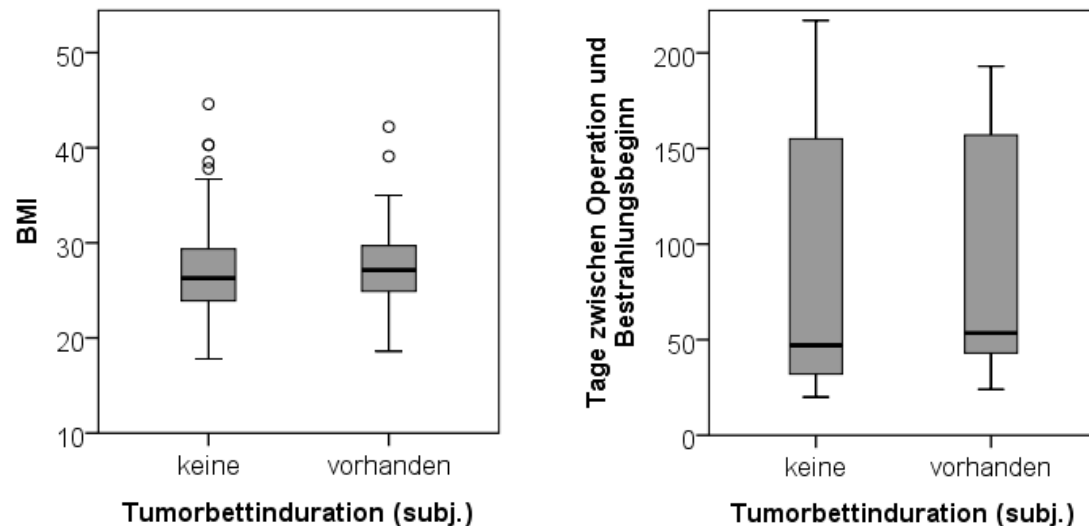 50
40
30
20
10
BMI
keine vorhanden
Tumorbettinduration (subj.)
200
150
100
50
0
Tage zwischen Operation und
Bestrahlungsbeginn
keine vorhanden
Tumorbettinduration (subj.)